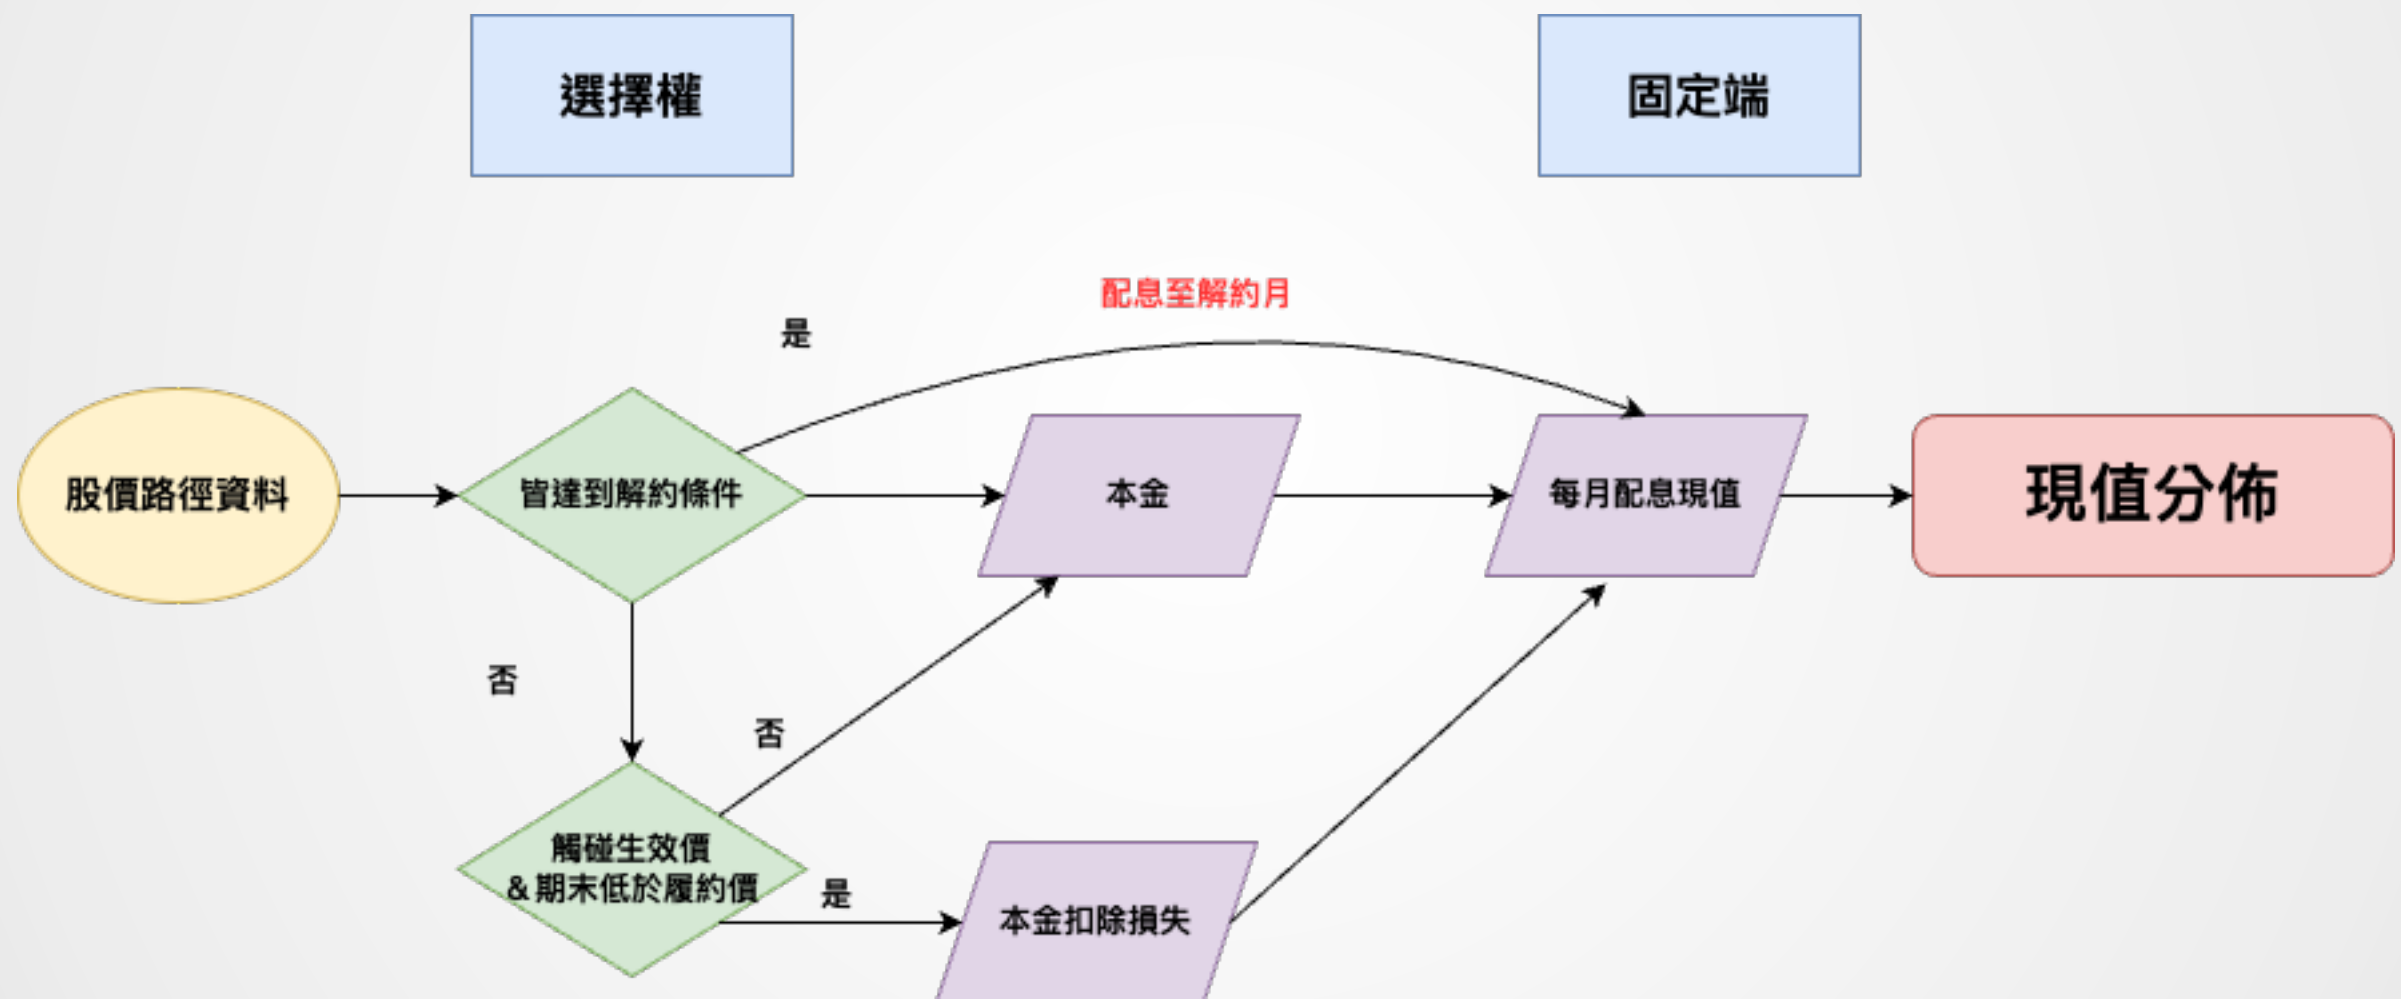 選擇權
固定端
配息至解約月
是
股價路徑資料
皆達到解約條件
本金
每月配息現值
現值分佈
否
否
觸碰生效價
&期末低於履約價
是
本金扣除損失